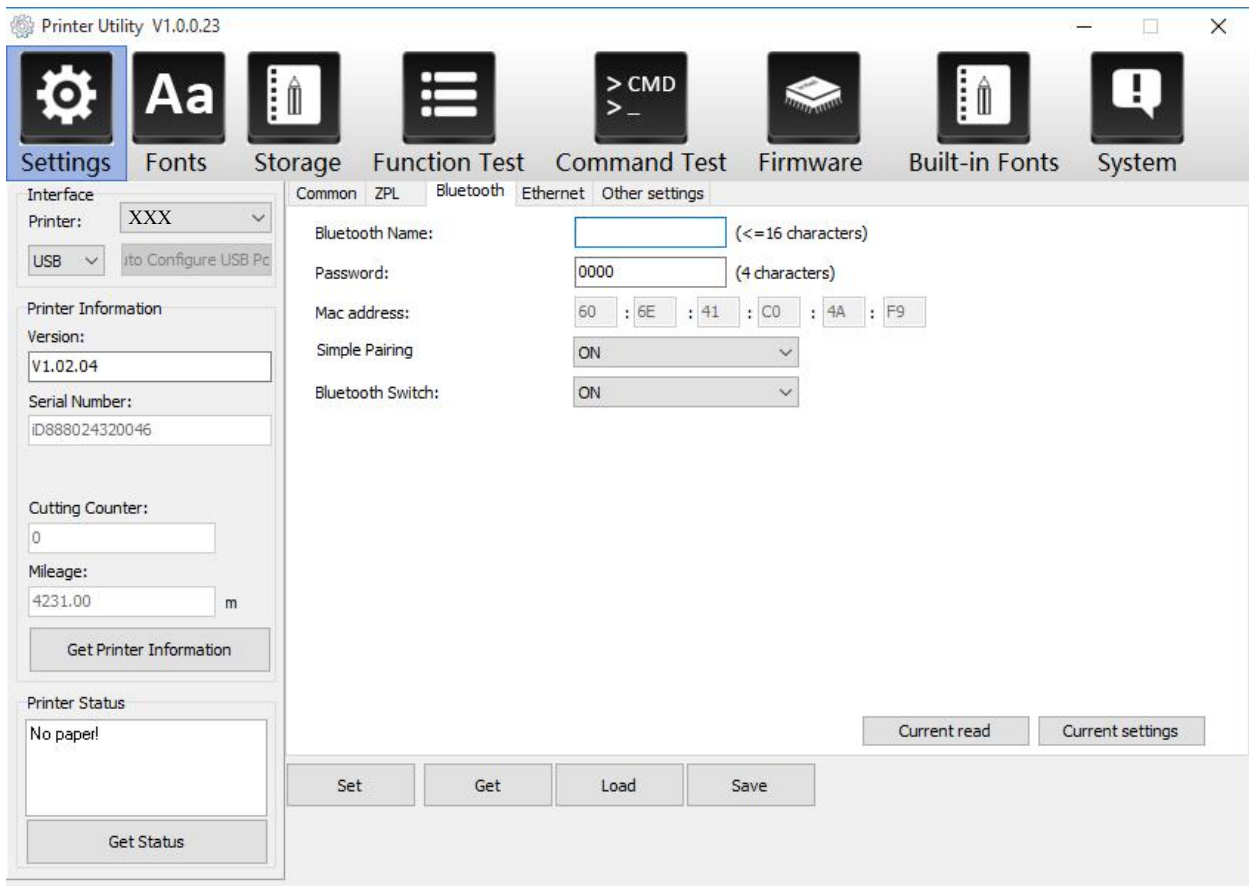 Printer Utility V1.0.0.23
> CMD
>_
Aa
Settings Fonts Storage Function Test Command Test Firmware Built-in Fonts System
Interface
Printer: XXX
USB ito Configure USB Pc
Common ZPL Bluetooth Ethernet Other settings
Bluetooth Name: (<=16 characters)
Password: 0000 (4 characters)
Mac address: 60 : 6E : 41 : C0 : 4A : F9
Simple Pairing ON
Bluetooth Switch: ON
Printer Information
Version:
V1.02.04
Serial Number:
iD888024320046
Cutting Counter:
0
Mileage:
4231.00 m
Get Printer Information
Printer Status
No paper!
Get Status
Current read Current settings
Set Get Load Save